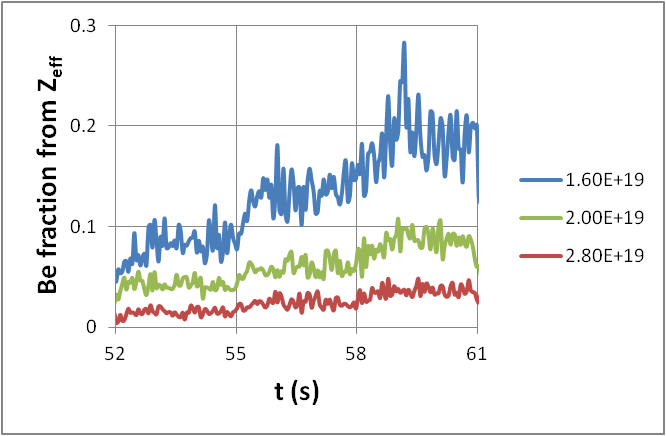 Be fraction from Zeff
0.3
0.2
0.1
0
52
55
58
61
t (s)
1.60E+19
2.00E+19
2.80E+19